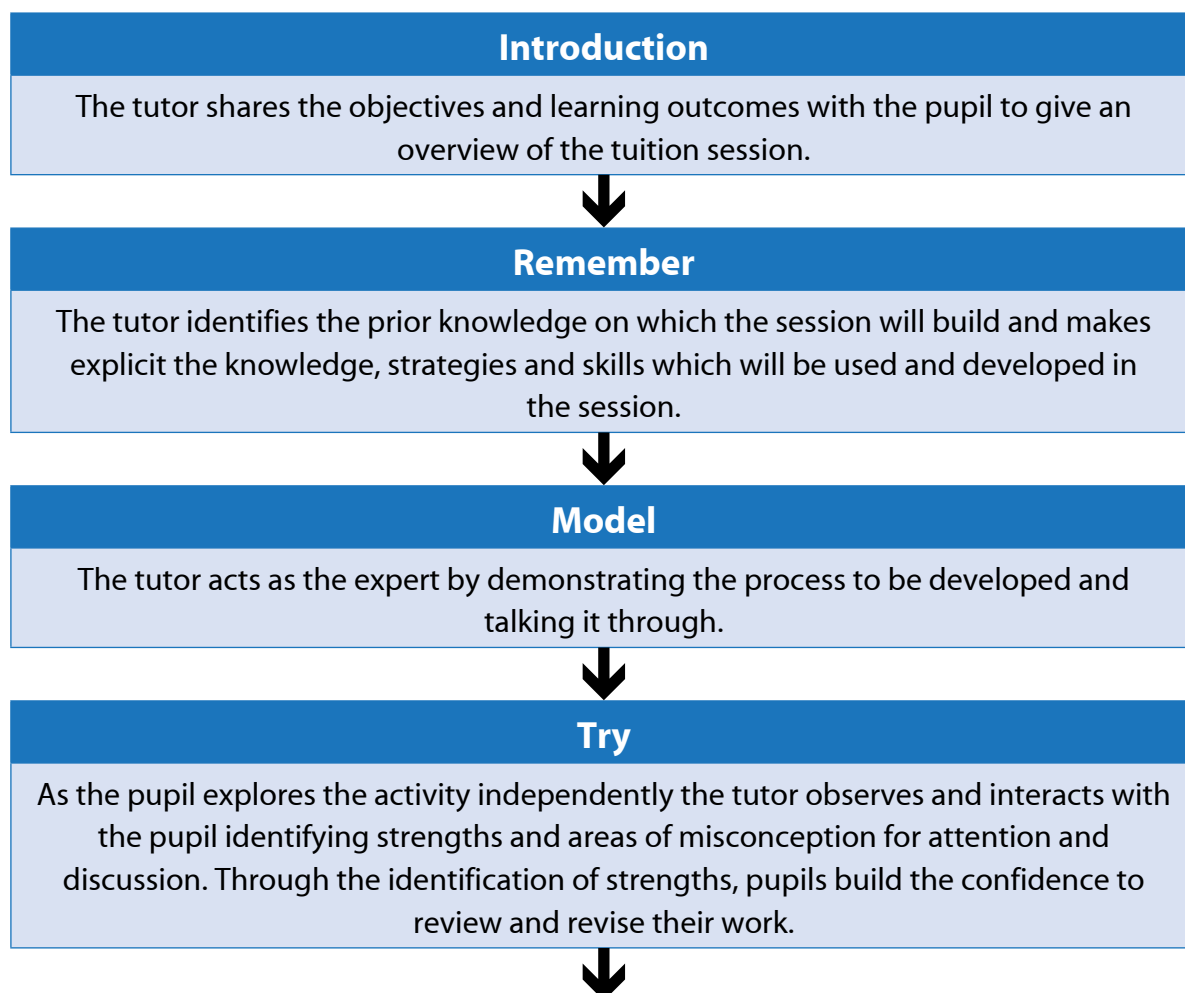 Introduction
The tutor shares the objectives and learning outcomes with the pupil to give an
overview of the tuition session.
Remember
The tutor identifies the prior knowledge on which the session will build and makes
explicit the knowledge, strategies and skills which will be used and developed in
the session.
Model
The tutor acts as the expert by demonstrating the process to be developed and
talking it through.
Try
As the pupil explores the activity independently the tutor observes and interacts with
the pupil identifying strengths and areas of misconception for attention and
discussion. Through the identification of strengths, pupils build the confidence to
review and revise their work.